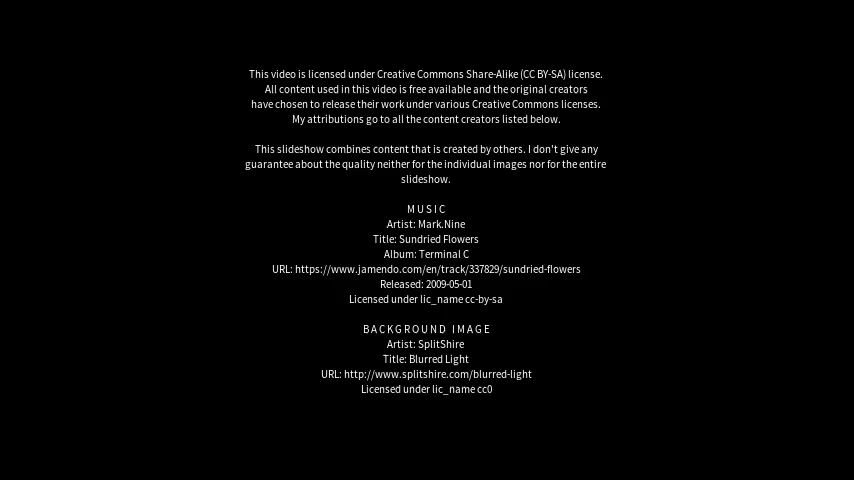 This video is licensed under Creative Commons Share-Alike (CC BY-SA) license.
All content used in this video is free available and the original creators
have chosen to release their work under various Creative Commons licenses.
My attributions go to all the content creators listed below.
This slideshow combines content that is created by others. I don't give any
guarantee about the quality neither for the individual images nor for the entire
slideshow.
MUSIC
Artist: Mark.Nine
Title: Sundried Flowers
Album: Terminal C
URL: https://www.jamendo.com/en/track/337829/sundried-flowers
Released: 2009-05-01
Licensed under lic_name cc-by-sa
BACKGROUND IMAGE
Artist: SplitShire
Title: Blurred Light
URL: http://www.splitshire.com/blurred-light
Licensed under lic_name cc0